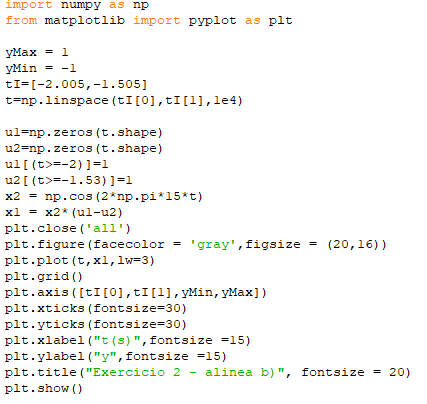 import numpy as np
from matplotlib import pyplot as plt
yMax = 1
yMin = -1
tI=[-2.005,-1.505]
t=np.linspace(tI[0],tI[1],1e4)
u1=np.zeros(t.shape)
u2=np.zeros(t.shape)
u1[(t>=-2)]=1
u2[(t>=-1.53)]=1
x2 = np.cos(2*np.pi*15*t)
x1 = x2*(u1-u2)
plt.close('all')
plt.figure(facecolor = 'gray',figsize = (20,16))
plt.plot(t,x1,lw=3)
plt.grid()
plt.axis([tI[0],tI[1],yMin,yMax])
plt.xticks(fontsize=30)
plt.yticks(fontsize=30)
plt.xlabel("t(s)",fontsize =15)
plt.ylabel("y",fontsize =15)
plt.title("Exercicio 2 - alinea b)", fontsize = 20)
plt.show()